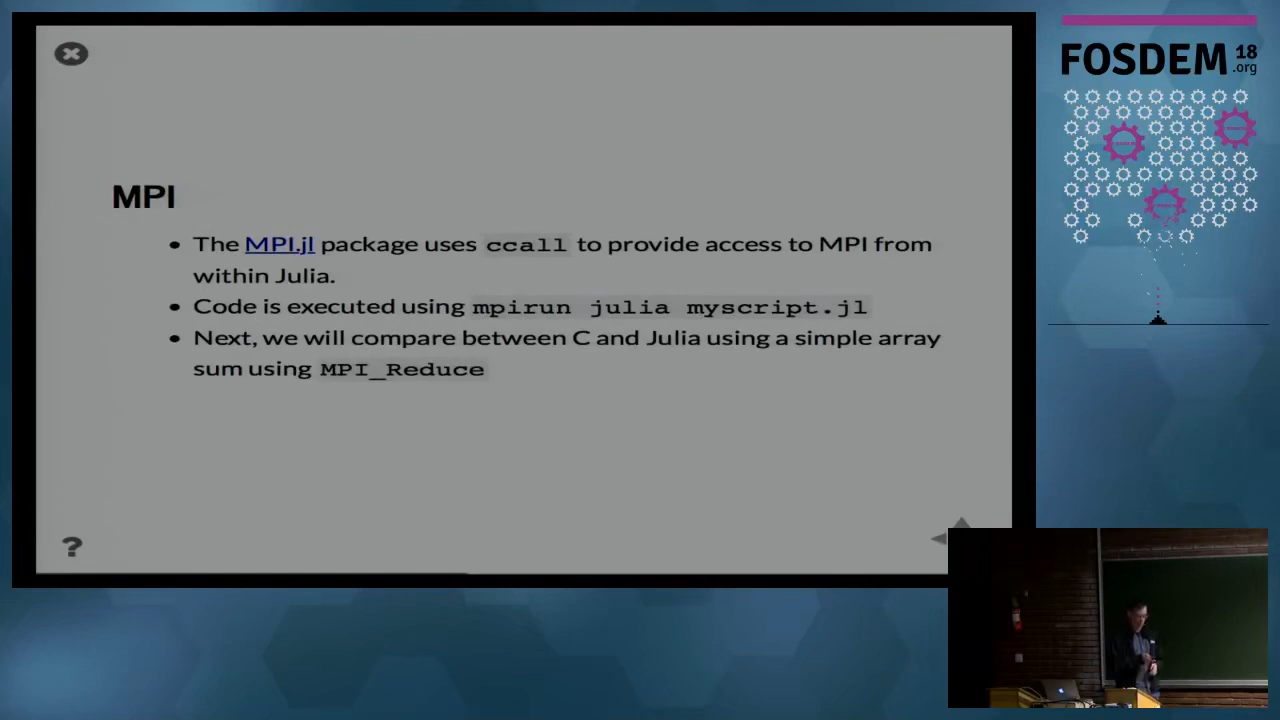 FOSDEM 18
.org
MPI
• The MPI.jl package uses ccall to provide access to MPI from
within Julia.
• Code is executed using mpirun julia myscript.jl
• Next, we will compare between C and Julia using a simple array
sum using MPI_Reduce
?